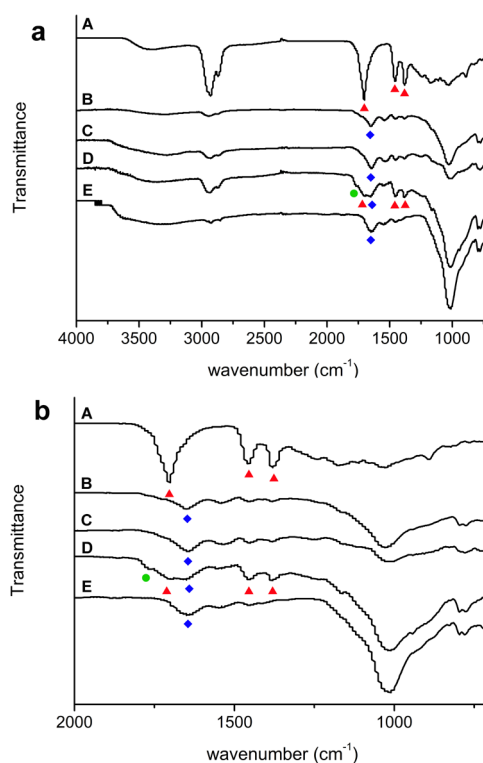 a
A
B
C
D
E
Transmittance
4000 3500 3000 2500 2000 1500 1000
wavenumber (cm-1)
b
A
B
C
D
E
Transmittance
2000 1500 1000
wavenumber (cm-1)